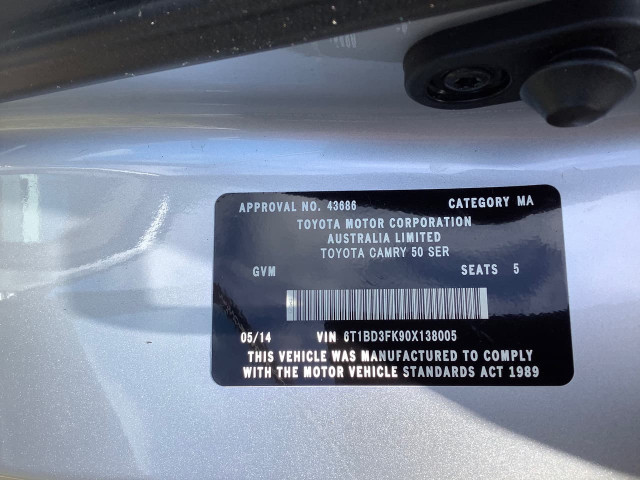 APPROVAL NO. 43686 CATEGORY MA
TOYOTA MOTOR CORPORATION
AUSTRALIA LIMITED
TOYOTA CAMRY 50 SER
GVM SEATS 5
05/14 VIN 6T1BD3FK90X138005
THIS VEHICLE WAS MANUFACTURED TO COMPLY
WITH THE MOTOR VEHICLE STANDARDS ACT 1989